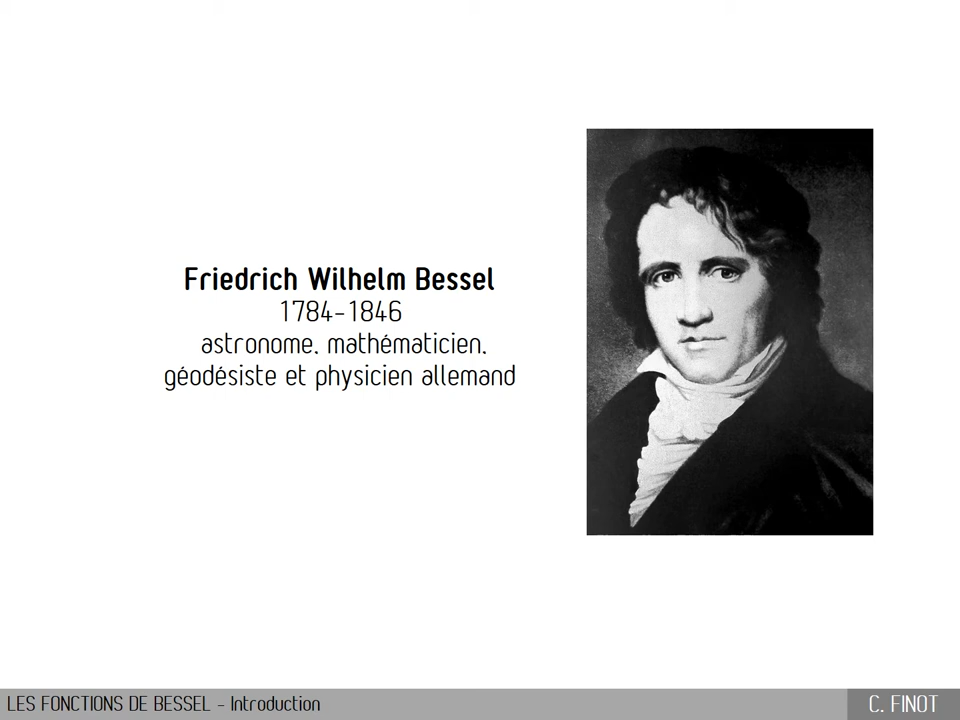 Friedrich Wilhelm Bessel
1784-1846
astronome, mathématicien,
géodésiste et physicien allemand
LES FONCTIONS DE BESSEL - Introduction
C. FINOT